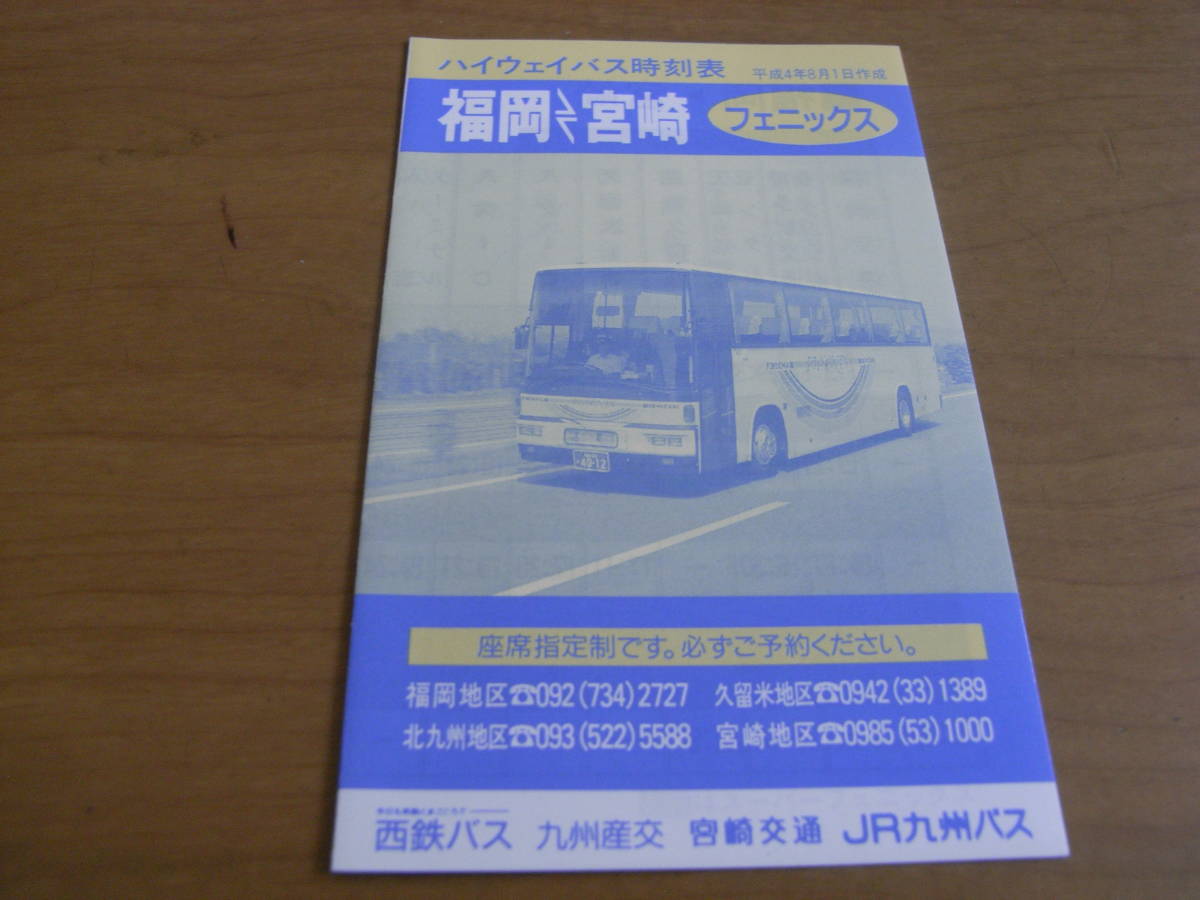 ハイウェイバス時刻表 平成4年8月1日作成
福岡⇄宮崎 フェニックス
40-12
座席指定制です。必ずご予約ください。
福岡地区☎092(734)2727 久留米地区☎0942(33)1389
北九州地区☎093(522)5588 宮崎地区☎0985(53)1000
西鉄バス 九州産交 宮崎交通 JR九州バス